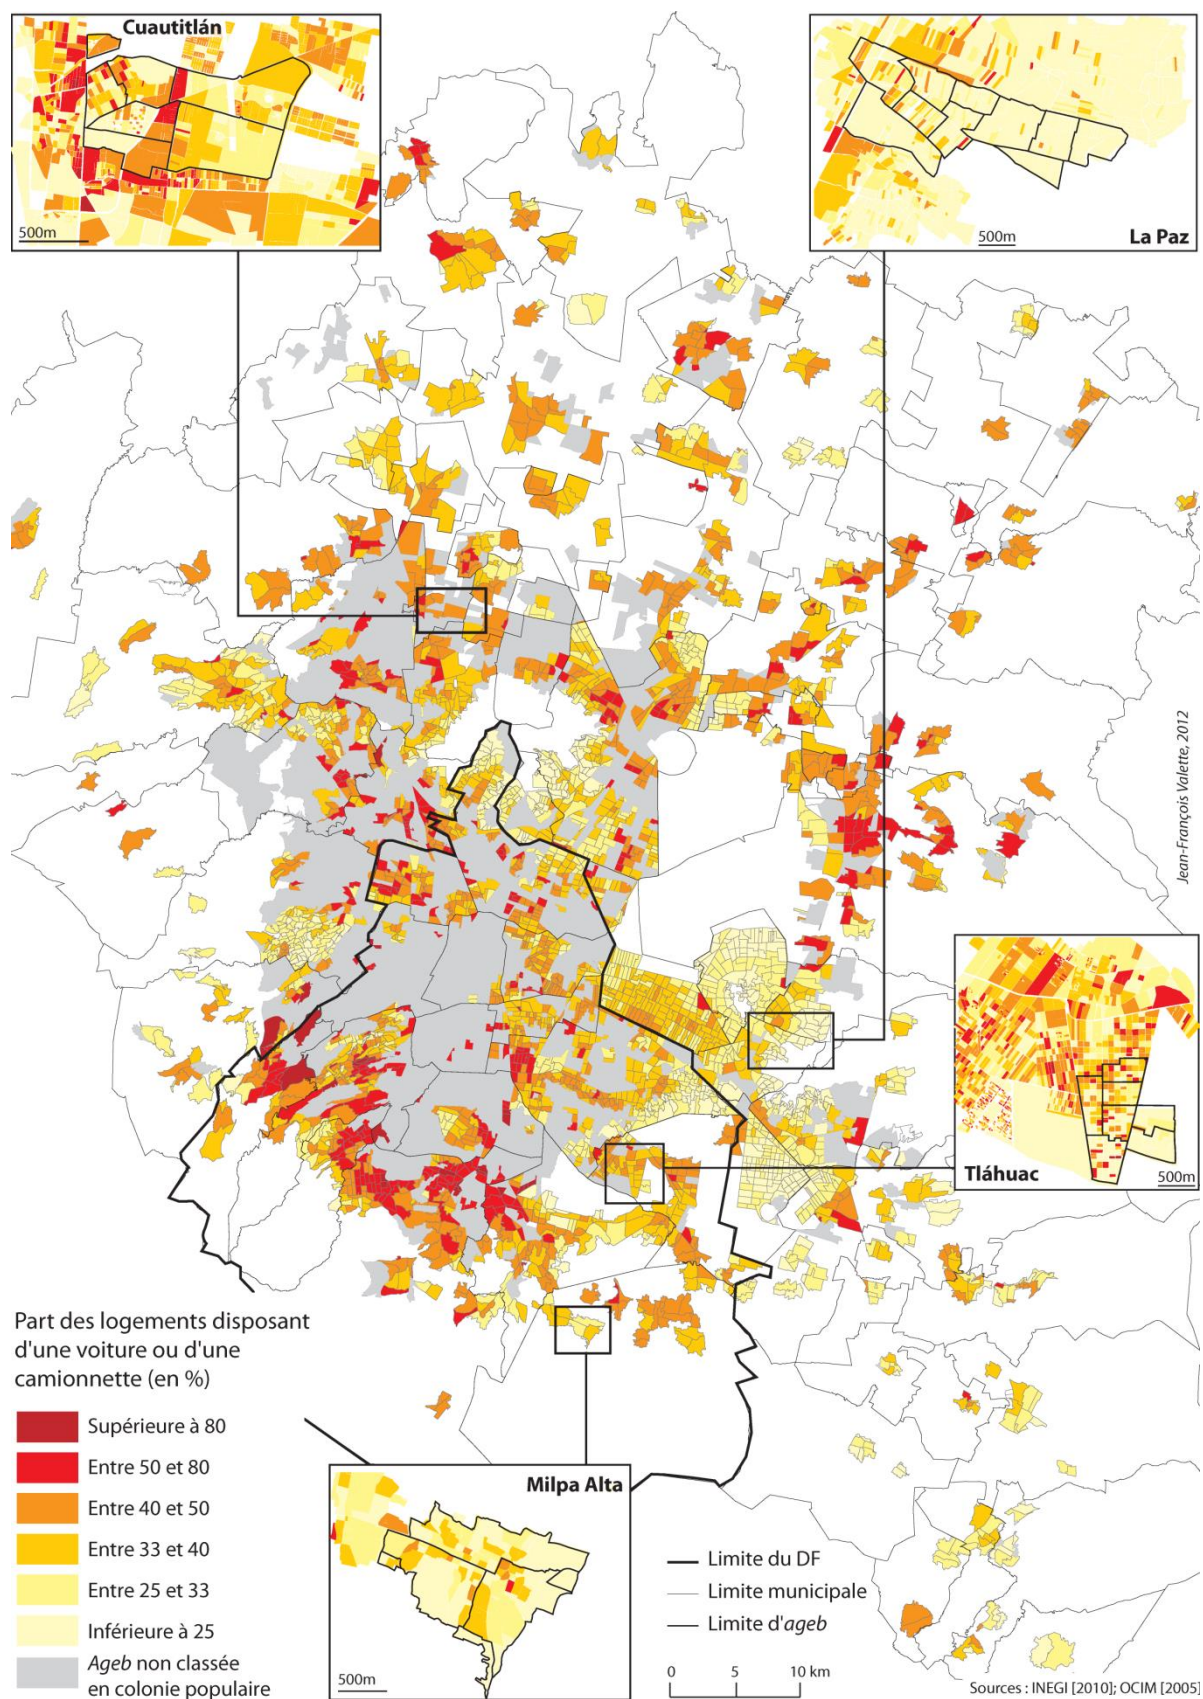 Cuautitlán
500m
500m
La Paz
Jean-François Valette, 2012
Tláhuac
500m
Part des logements disposant
d'une voiture ou d'une
camionnette (en %)
Supérieure à 80
Entre 50 et 80
Entre 40 et 50
Entre 33 et 40
Entre 25 et 33
Inférieure à 25
Ageb non classée
en colonie populaire
Milpa Alta
500m
Limite du DF
Limite municipale
Limite d'ageb
0 5 10 km
Sources : INEGI [2010]; OCIM [2005]